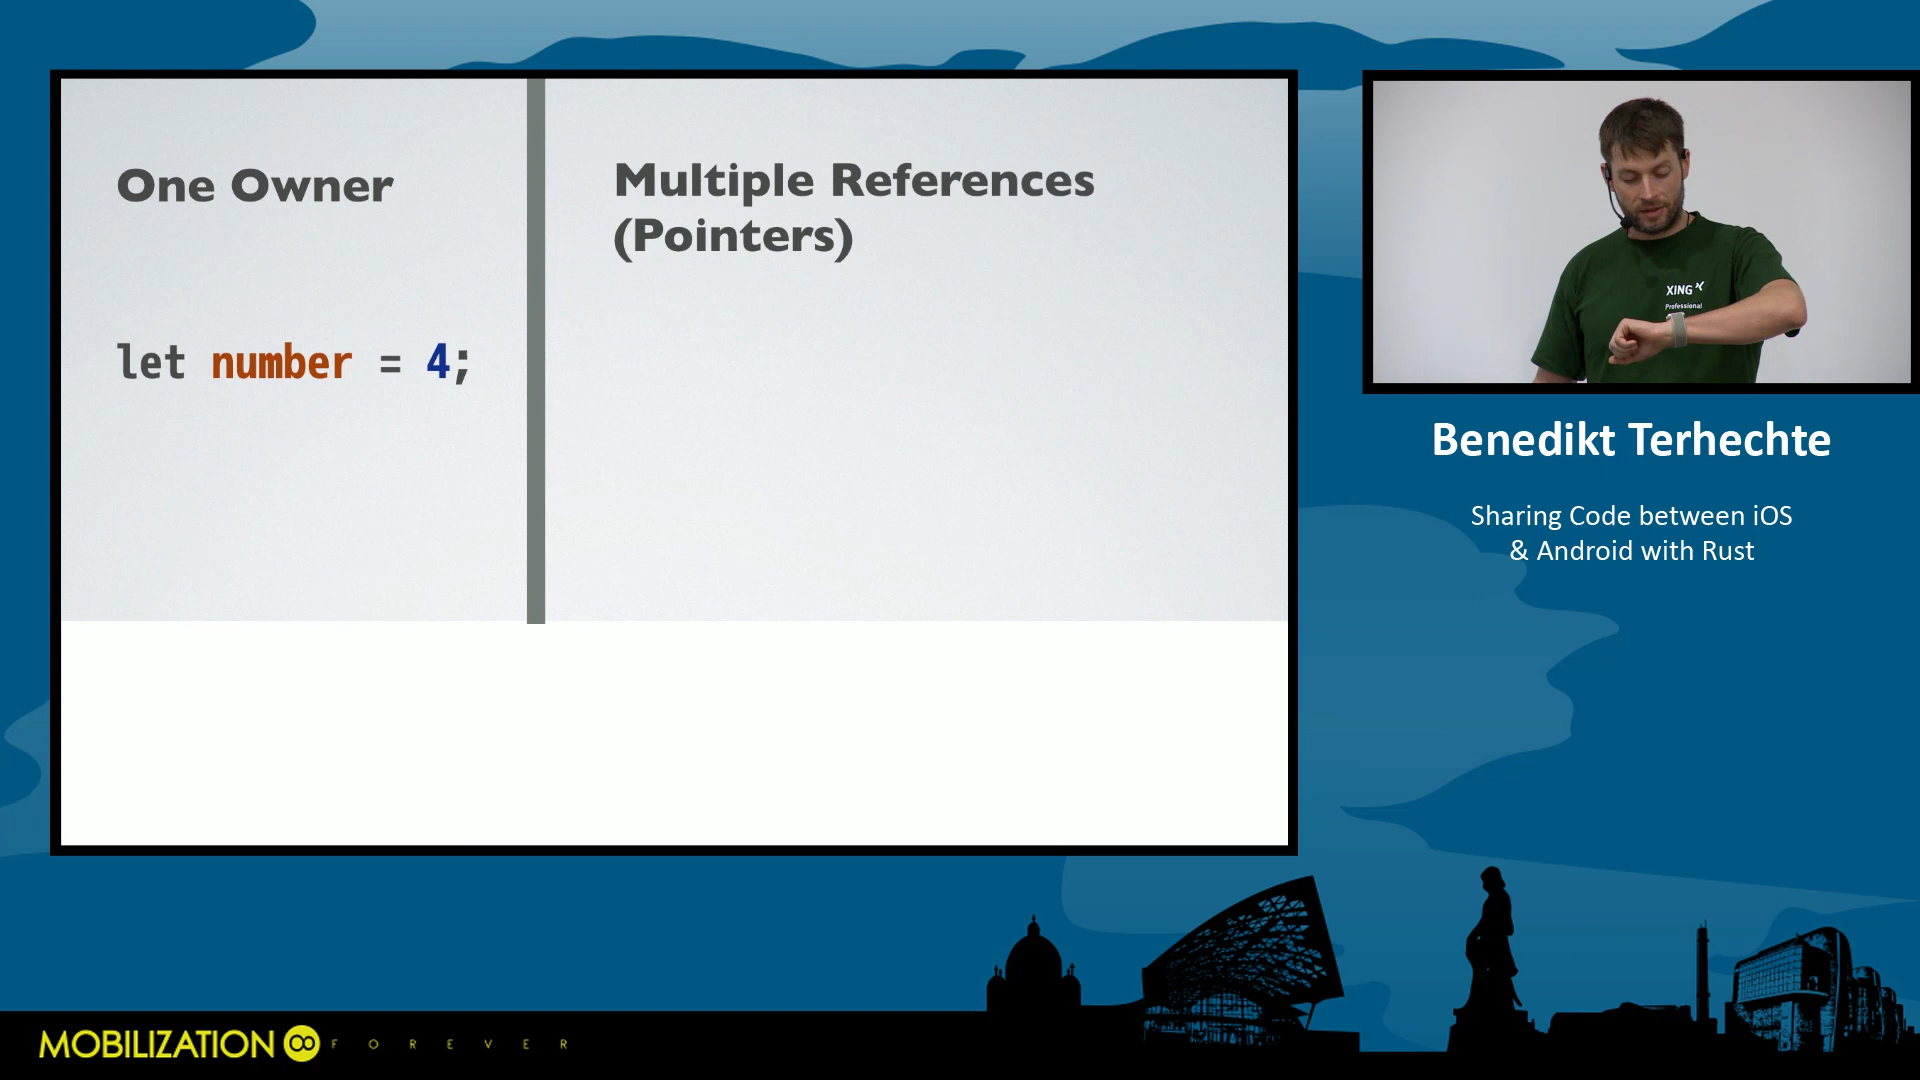 One Owner
Multiple References
(Pointers)
let number = 4;
XING
Professional
Benedikt Terhechte
Sharing Code between iOS
& Android with Rust
MOBILIZATION FOREVER